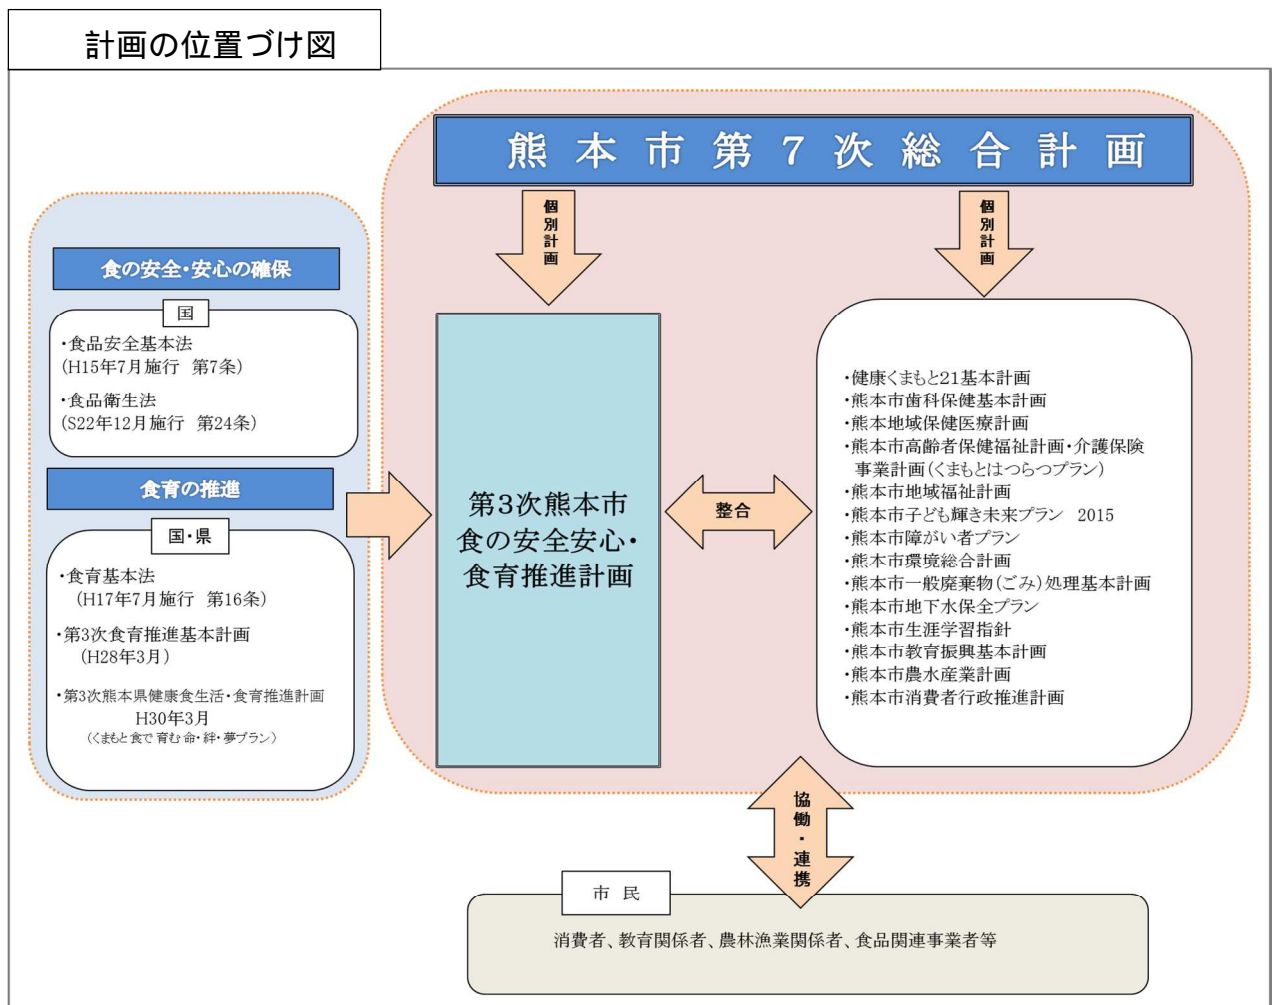 計画の位置づけ図
熊本市第7次総合計画
個別計画
個別計画
食の安全・安心の確保
国
・食品安全基本法
(H15年7月施行 第7条)
・食品衛生法
(S22年12月施行 第24条)
食育の推進
国・県
・食育基本法
(H17年7月施行 第16条)
・第3次食育推進基本計画
(H28年3月)
・第3次熊本県健康食生活・食育推進計画
H30年3月
(くまもと食で育む命・絆・夢プラン)
第3次熊本市
食の安全安心・
食育推進計画
整合
・健康くまもと21基本計画
・熊本市歯科保健基本計画
・熊本地域保健医療計画
・熊本市高齢者保健福祉計画・介護保険
事業計画(くまもとはつらつプラン)
・熊本市地域福祉計画
・熊本市子ども輝き未来プラン 2015
・熊本市障がい者プラン
・熊本市環境総合計画
・熊本市一般廃棄物(ごみ)処理基本計画
・熊本市地下水保全プラン
・熊本市生涯学習指針
・熊本市教育振興基本計画
・熊本市農水産業計画
・熊本市消費者行政推進計画
協働・連携
市民
消費者、教育関係者、農林漁業関係者、食品関連事業者等